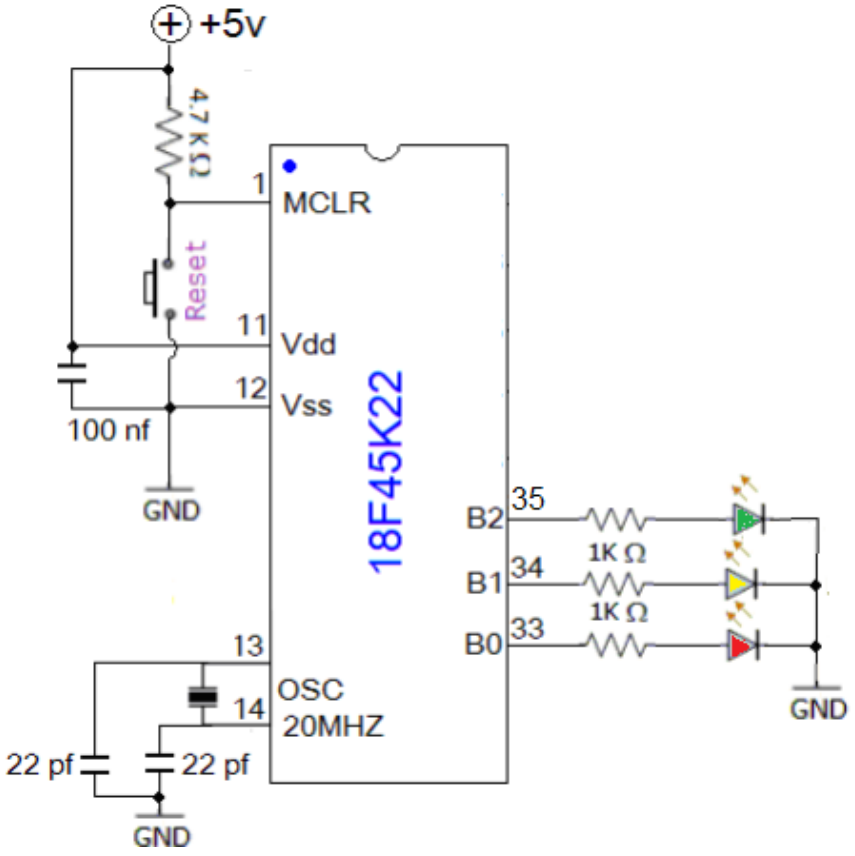 +5v
4.7 KΩ
1
MCLR
Reset
11
Vdd
12
Vss
100 nf
GND
18F45K22
B2
35
1K Ω
B1
34
1K Ω
B0
33
GND
13
OSC
14
20MHZ
22 pf
22 pf
GND